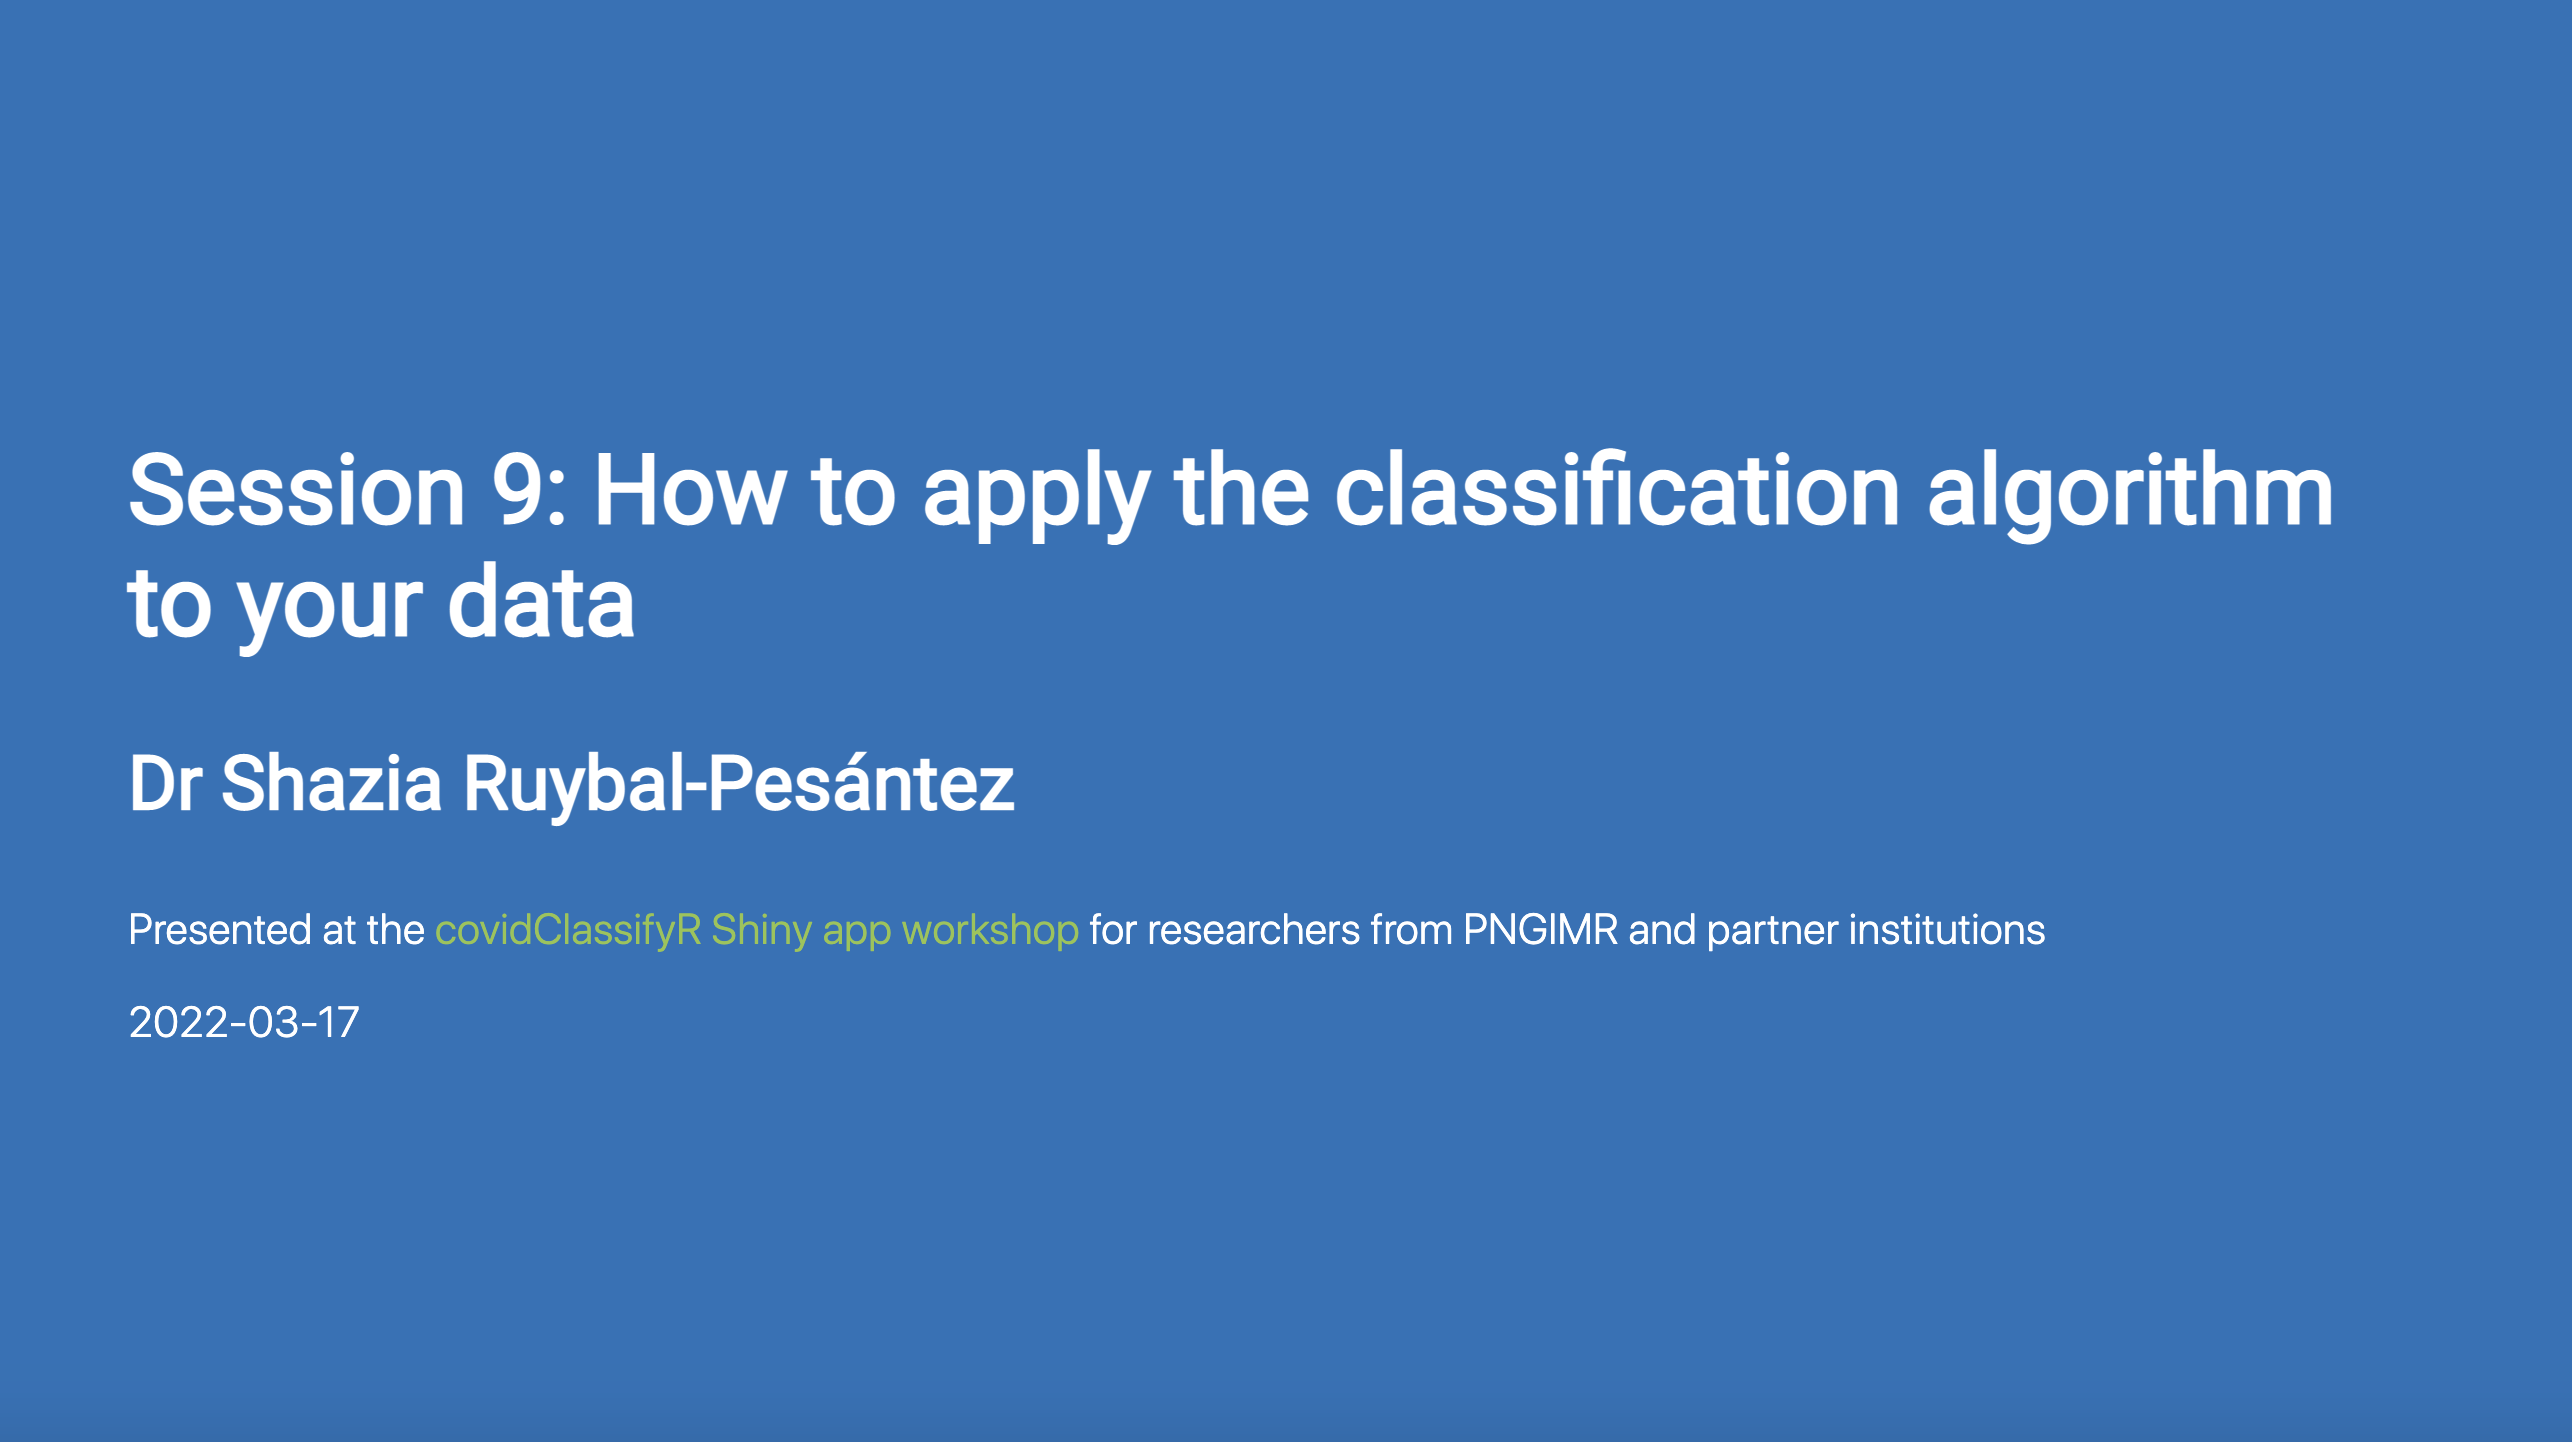 Session 9: How to apply the classification algorithm
to your data
Dr Shazia Ruybal-Pesántez
Presented at the covidClassifyR Shiny app workshop for researchers from PNGIMR and partner institutions
2022-03-17